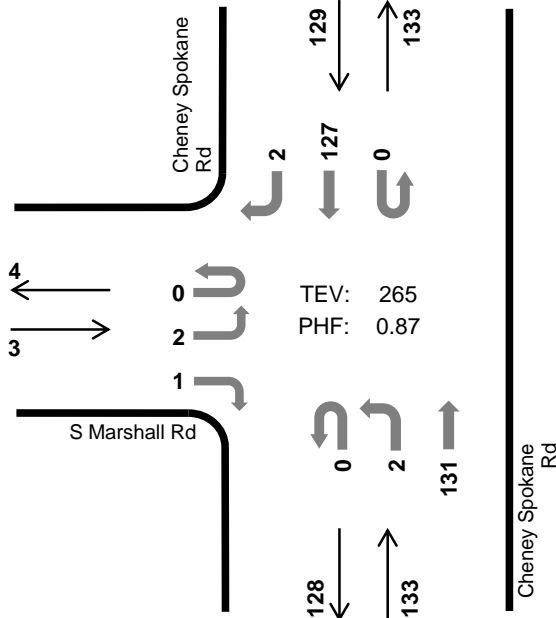 129
133
Cheney Spokane
Rd
2
127
0
4
0
TEV: 265
2
PHF: 0.87
3
1
S Marshall Rd
0
2
131
Cheney Spokane
Rd
128
133